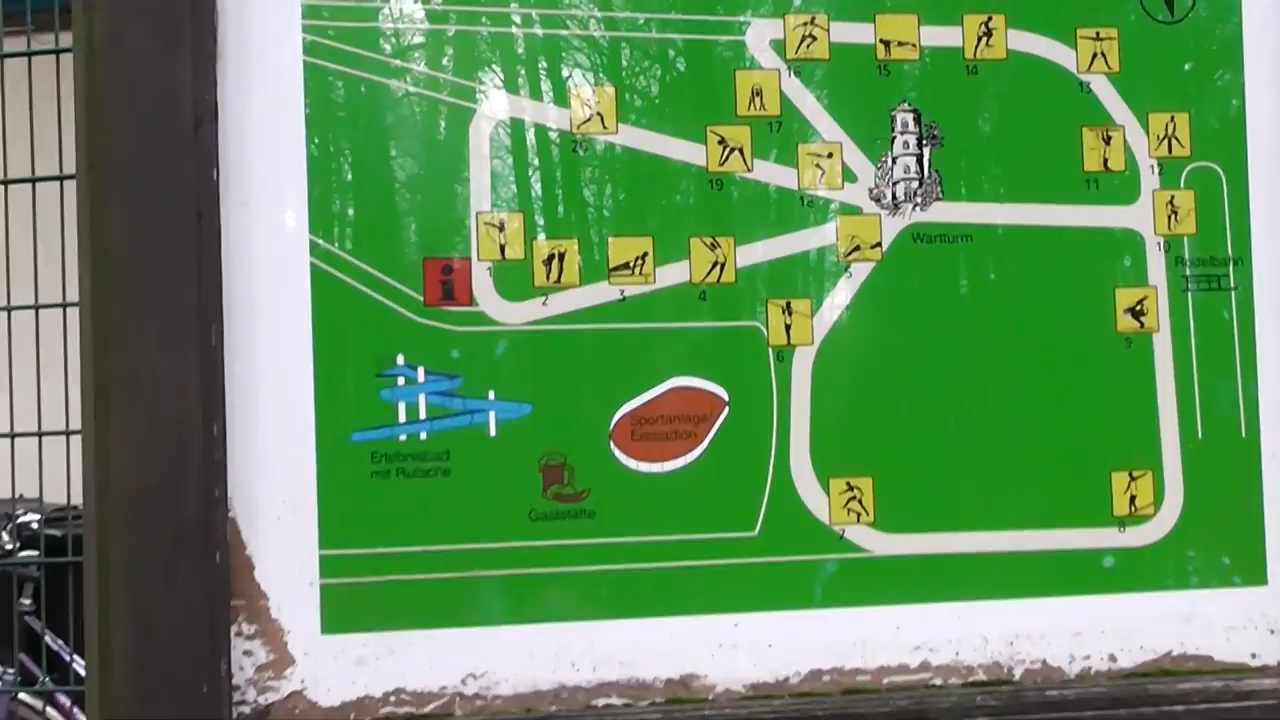 16
15
14
13
17
20
19
18
11
12
10
Wartturm
Rodelbahn
1
2
3
4
5
i
6
9
Sportanlage/
Eisstadion
Erlebnisbad
mit Rutsche
Gaststätte
7
8